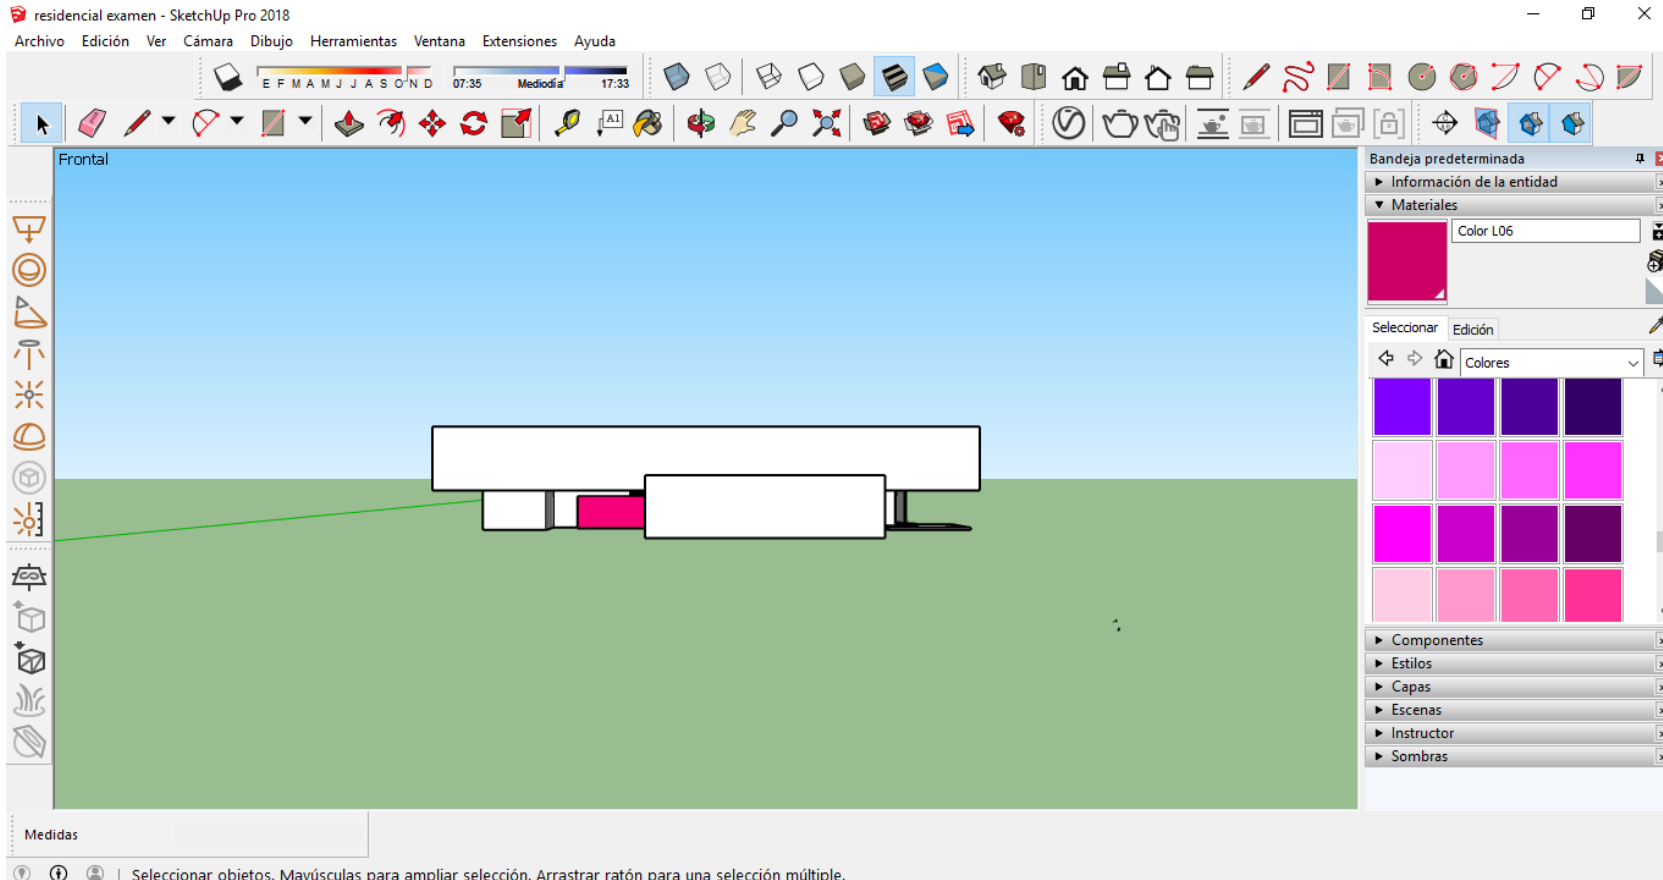 residencial examen - SketchUp Pro 2018
Archivo Edición Ver Cámara Dibujo Herramientas Ventana Extensiones Ayuda
E F M A M J J A S O N D 07:35 Mediodía 17:33
A1
Frontal
Bandeja predeterminada
Información de la entidad
Materiales
Color L06
Seleccionar Edición
Colores
Componentes
Estilos
Capas
Escenas
Instructor
Sombras
Medidas
Seleccionar objetos. Mayúsculas para ampliar selección. Arrastrar ratón para una selección múltiple.